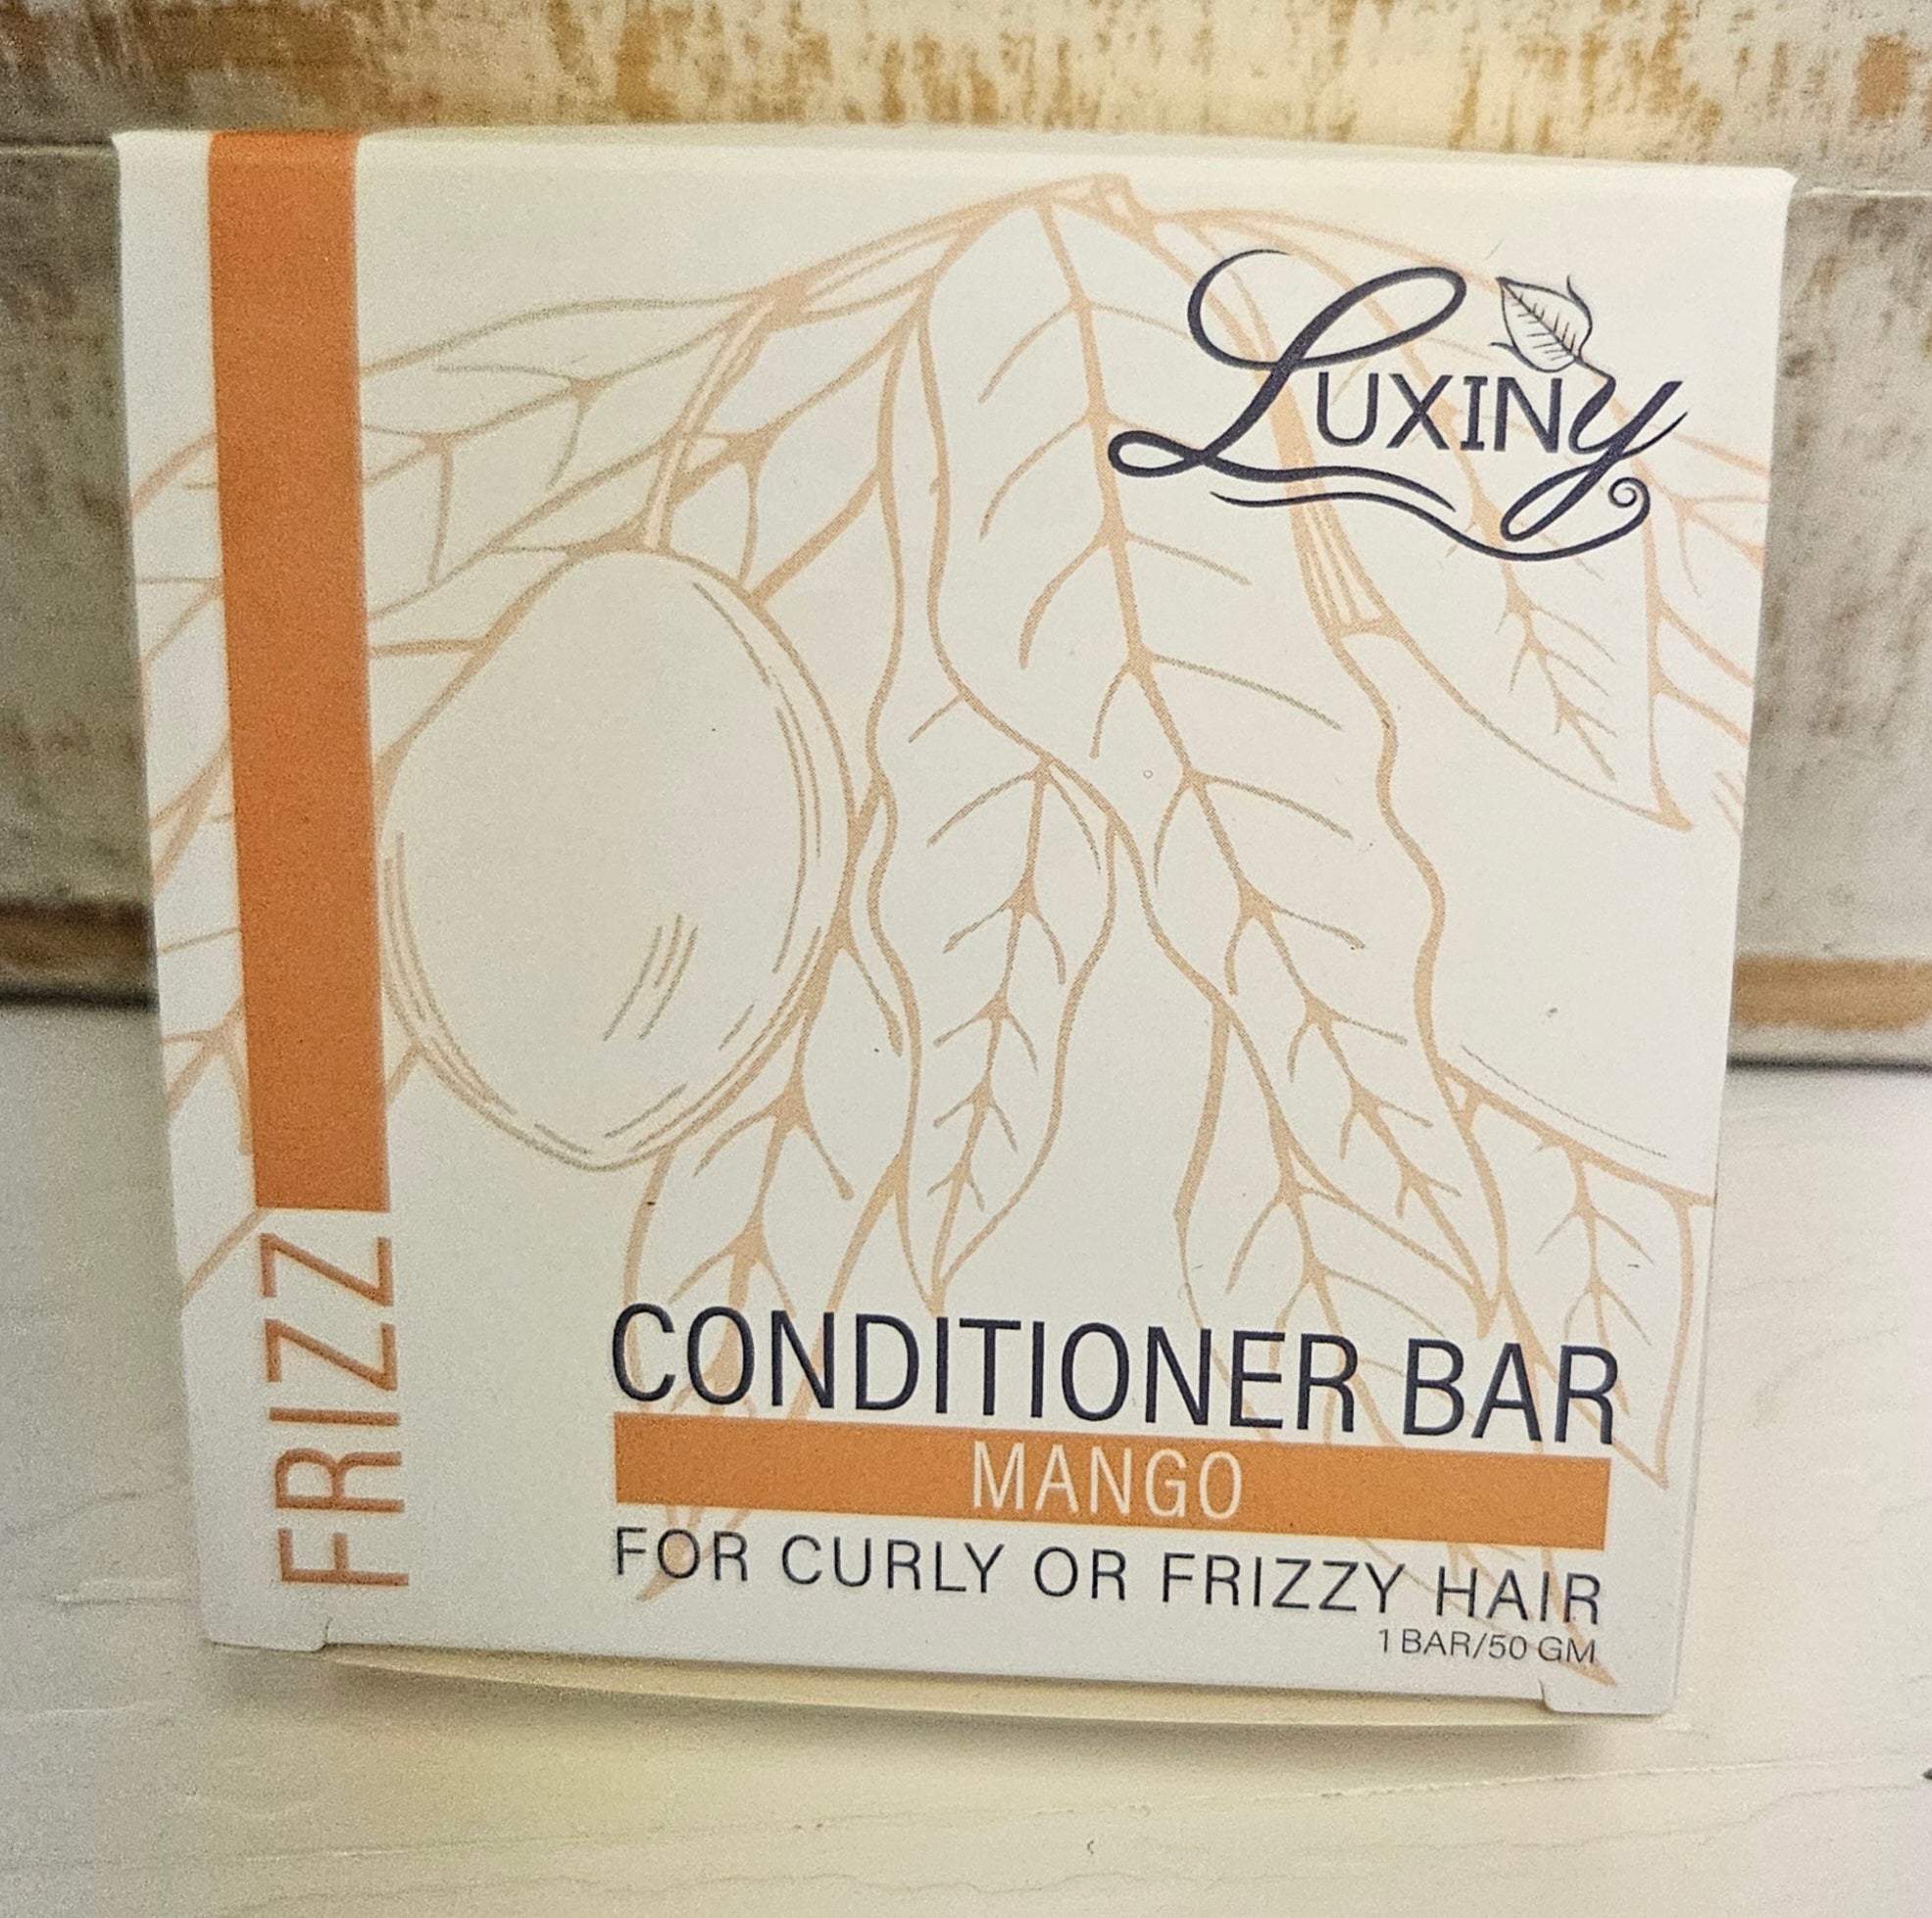 LUXINY
FRIZZ
CONDITIONER BAR
MANGO
FOR CURLY OR FRIZZY HAIR
1 BAR/50 GM